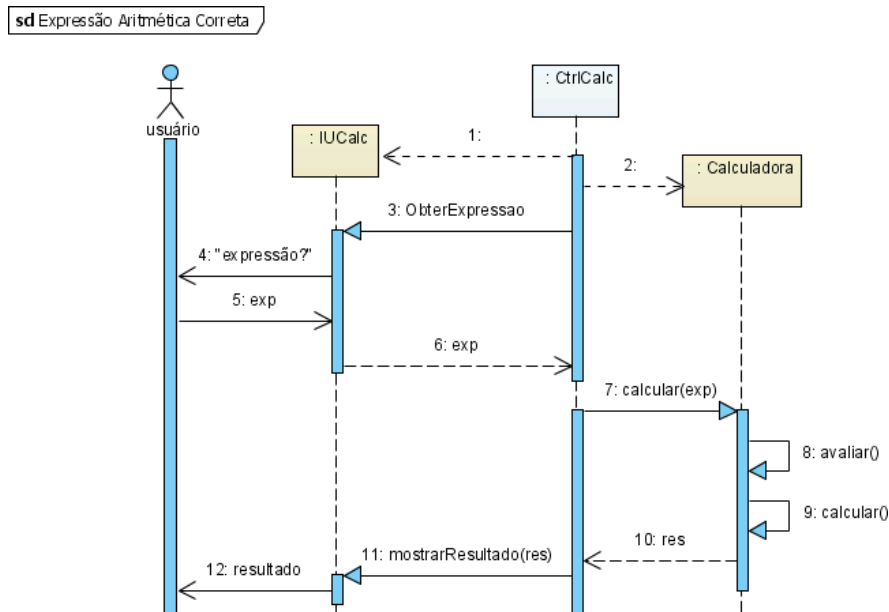 sd Expressão Aritmética Correta
: CtrlCalc
usuário
: IUCalc
1:
2:
: Calculadora
3: ObterExpressao
4: "expressão?"
5: exp
6: exp
7: calcular(exp)
8: avaliar()
9: calcular()
10: res
11: mostrarResultado(res)
12: resultado